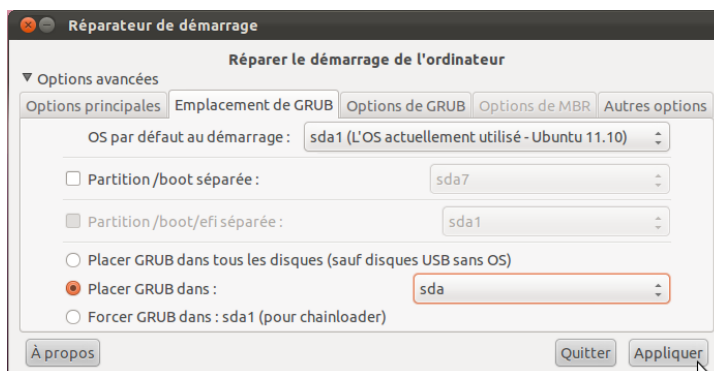 Réparateur de démarrage
Réparer le démarrage de l'ordinateur
Options avancées
Options principales Emplacement de GRUB Options de GRUB Options de MBR Autres options
OS par défaut au démarrage : sda1 (L'OS actuellement utilisé - Ubuntu 11.10)
Partition /boot séparée : sda7
Partition /boot/efi séparée : sda1
Placer GRUB dans tous les disques (sauf disques USB sans OS)
Placer GRUB dans : sda
Forcer GRUB dans : sda1 (pour chainloader)
À propos Quitter Appliquer